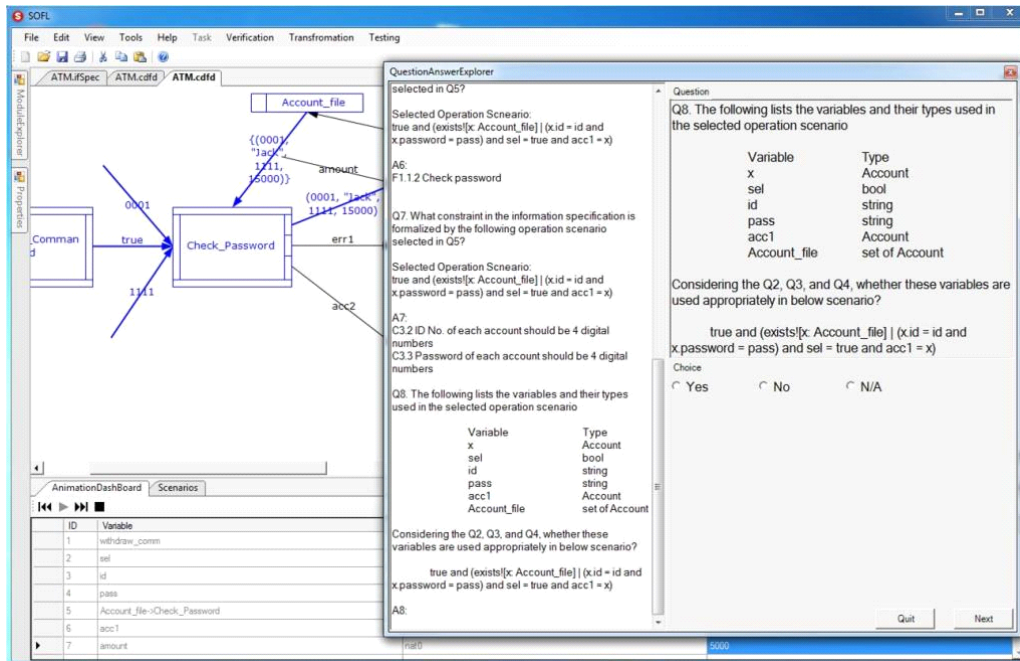 SOFL
File Edit View Tools Help Task Verification Transfromation Testing
ATM.ifSpec ATM.cdfd ATM.cdfd
ModuleExplorer
Properties
Account_file
{(0001,
"Jack",
1111,
15000)}
amount
(0001, "Jack",
1111, 15000)
0001
_Comman
d
true
Check_Password
err1
1111
acc2
AnimationDashBoard Scenarios
ID Variable
1 withdraw_comm
2 sel
3 id
4 pass
5 Account_file->Check_Password
6 acc1
7 amount nat0 5000
QuestionAnswerExplorer
selected in Q5?
Selected Operation Scneario:
true and (exists![x: Account_file] | (x.id = id and
x.password = pass) and sel = true and acc1 = x)
A6:
F1.1.2 Check password
Q7. What constraint in the information specification is
formalized by the following operation scenario
selected in Q5?
Selected Operation Scneario:
true and (exists![x: Account_file] | (x.id = id and
x.password = pass) and sel = true and acc1 = x)
A7:
C3.2 ID No. of each account should be 4 digital
numbers
C3.3 Password of each account should be 4 digital
numbers
Q8. The following lists the variables and their types
used in the selected operation scenario
Variable Type
x Account
sel bool
id string
pass string
acc1 Account
Account_file set of Account
Considering the Q2, Q3, and Q4, whether these
variables are used appropriately in below scenario?
true and (exists![x: Account_file] | (x.id = id and
x.password = pass) and sel = true and acc1 = x)
A8:
Question
Q8. The following lists the variables and their types used in
the selected operation scenario
Variable Type
x Account
sel bool
id string
pass string
acc1 Account
Account_file set of Account
Considering the Q2, Q3, and Q4, whether these variables are
used appropriately in below scenario?
true and (exists![x: Account_file] | (x.id = id and
x.password = pass) and sel = true and acc1 = x)
Choice
Yes No N/A
Quit Next